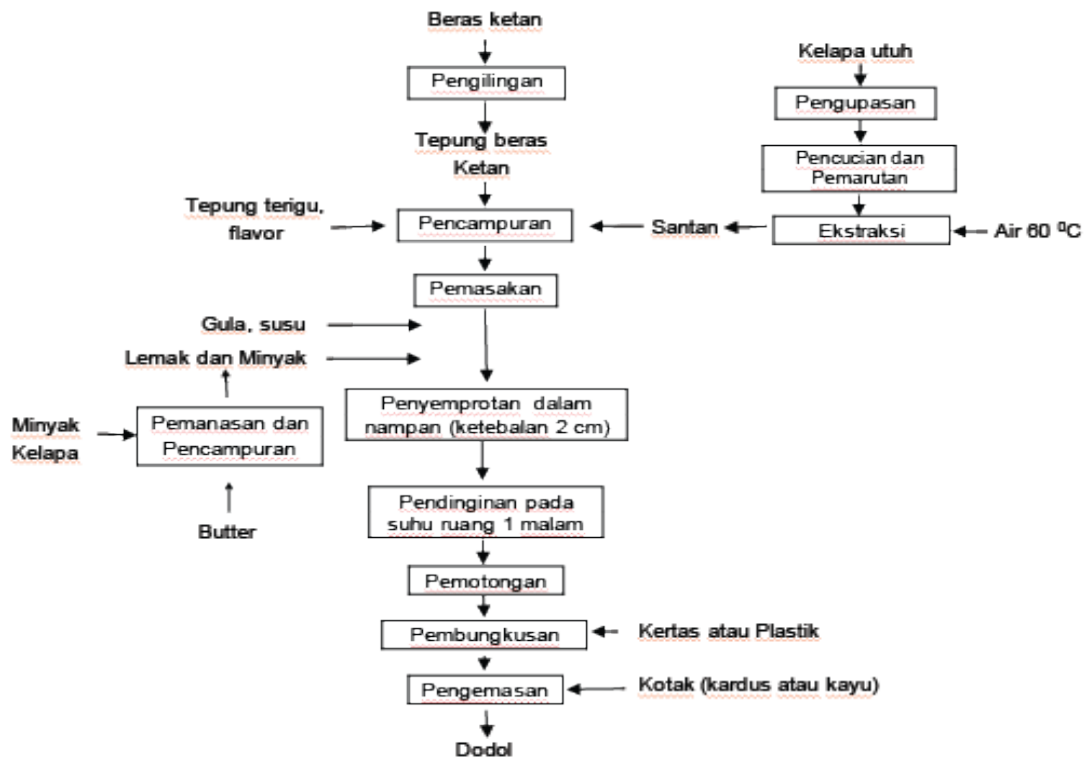 Beras ketan
Kelapa utuh
Pengilingan
Pengupasan
Tepung beras
Ketan
Pencucian dan
Pemarutan
Tepung terigu,
flavor
Pencampuran
Santan
Ekstraksi
Air 60 ⁰C
Pemasakan
Gula, susu
Lemak dan Minyak
Penyemprotan dalam
nampan (ketebalan 2 cm)
Minyak
Kelapa
Pemanasan dan
Pencampuran
Butter
Pendinginan pada
suhu ruang 1 malam
Pemotongan
Pembungkusan
Kertas atau Plastik
Pengemasan
Kotak (kardus atau kayu)
Dodol